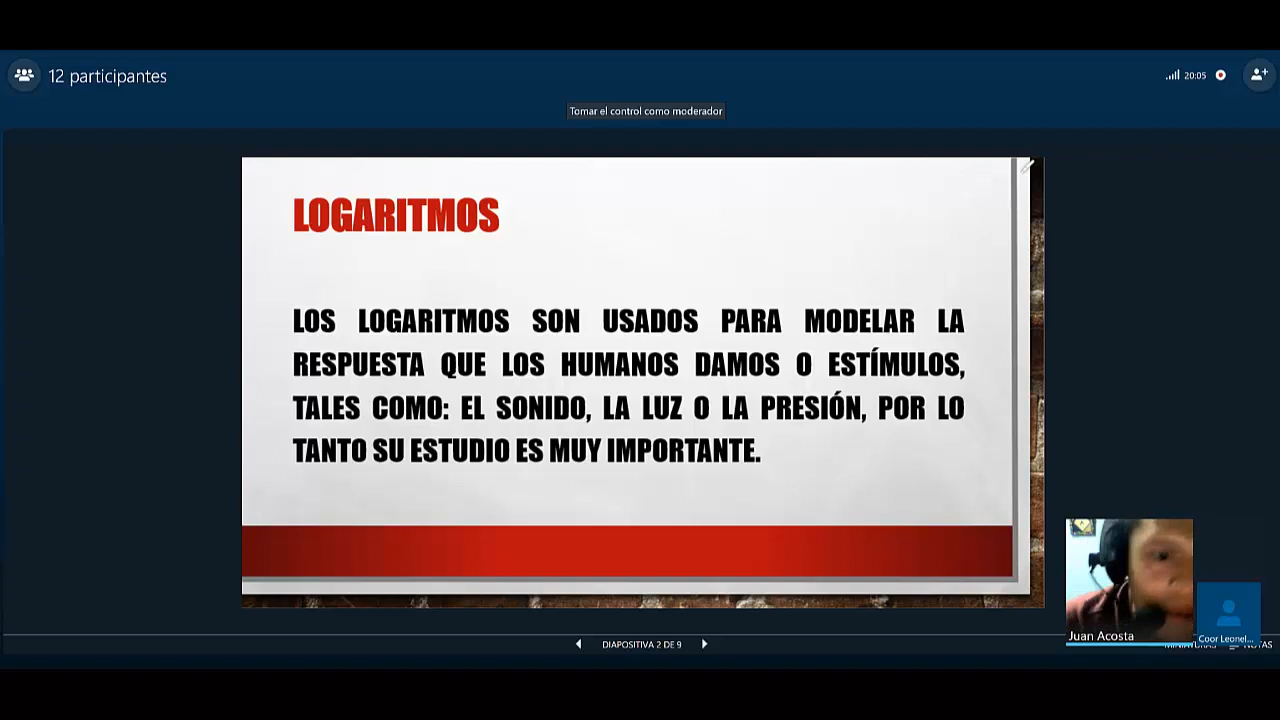 12 participantes
20:05
Tomar el control como moderador
LOGARITMOS
LOS LOGARITMOS SON USADOS PARA MODELAR LA
RESPUESTA QUE LOS HUMANOS DAMOS O ESTÍMULOS,
TALES COMO: EL SONIDO, LA LUZ O LA PRESIÓN, POR LO
TANTO SU ESTUDIO ES MUY IMPORTANTE.
Juan Acosta
Coor Leonel...
DIAPOSITIVA 2 DE 9